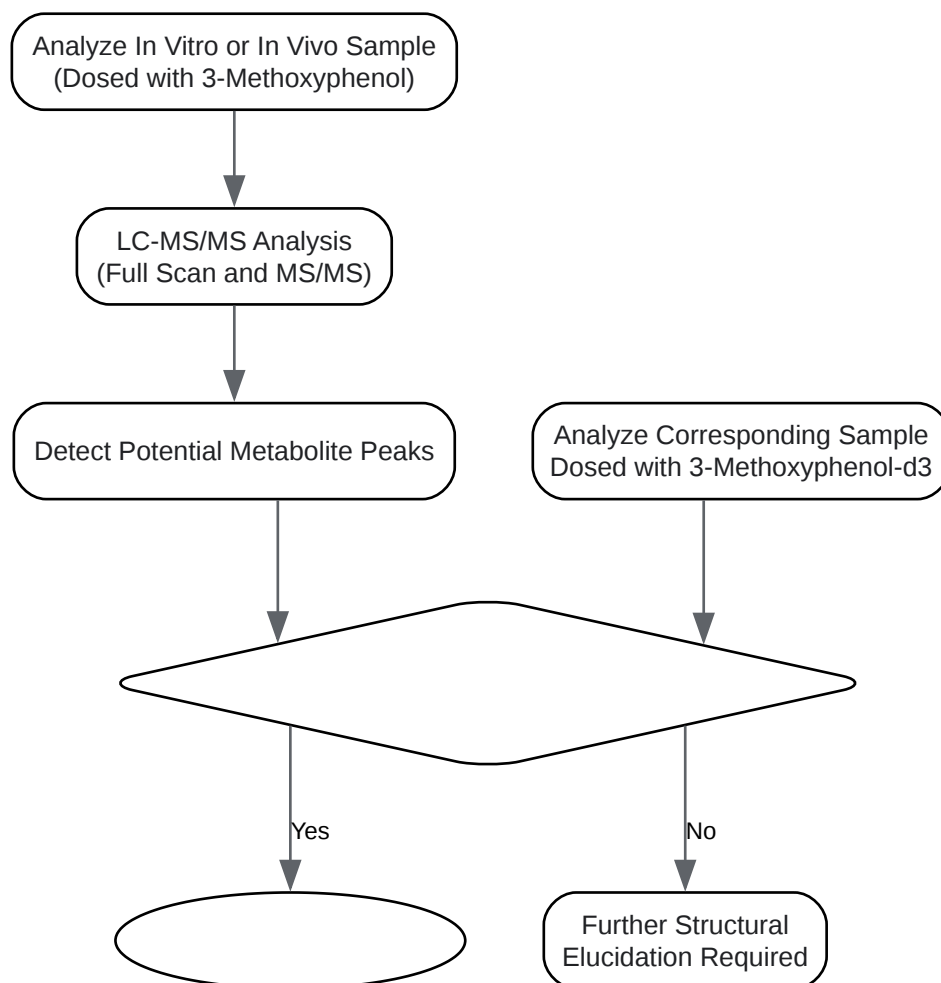 Analyze In Vitro or In Vivo Sample
(Dosed with 3-Methoxyphenol)
LC-MS/MS Analysis
(Full Scan and MS/MS)
Detect Potential Metabolite Peaks
Analyze Corresponding Sample
Dosed with 3-Methoxyphenol-d3
Yes
No
Further Structural
Elucidation Required